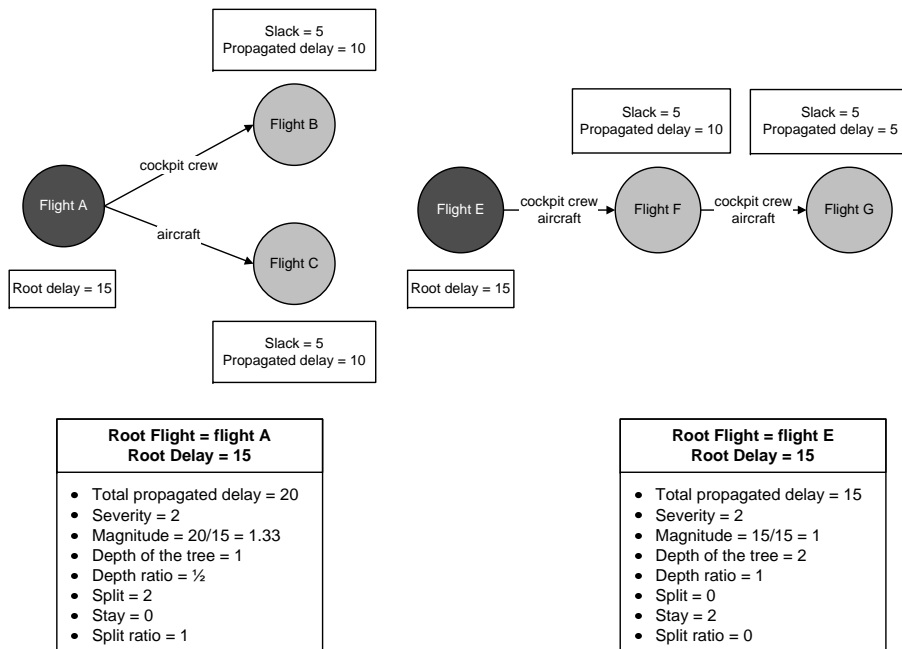 Slack = 5
Propagated delay = 10
Flight B
cockpit crew
Flight A
aircraft
Flight C
Root delay = 15
Slack = 5
Propagated delay = 10
Slack = 5
Propagated delay = 10
Slack = 5
Propagated delay = 5
Flight E
cockpit crew
aircraft
Flight F
cockpit crew
aircraft
Flight G
Root delay = 15
Root Flight = flight A
Root Delay = 15
• Total propagated delay = 20
• Severity = 2
• Magnitude = 20/15 = 1.33
• Depth of the tree = 1
• Depth ratio = ½
• Split = 2
• Stay = 0
• Split ratio = 1
Root Flight = flight E
Root Delay = 15
• Total propagated delay = 15
• Severity = 2
• Magnitude = 15/15 = 1
• Depth of the tree = 2
• Depth ratio = 1
• Split = 0
• Stay = 2
• Split ratio = 0